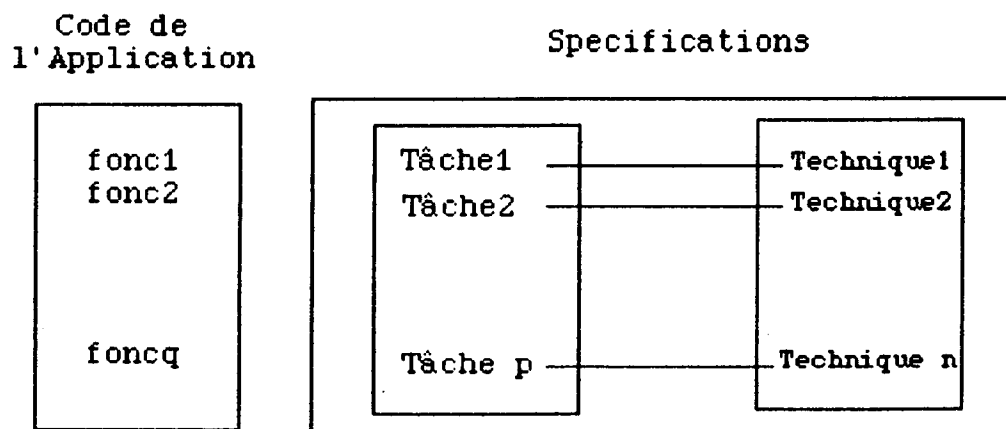 Code de
l'Application
Specifications
fonc1
fonc2
foncq
Tâche1
Technique1
Tâche2
Technique2
Tâche p
Technique n